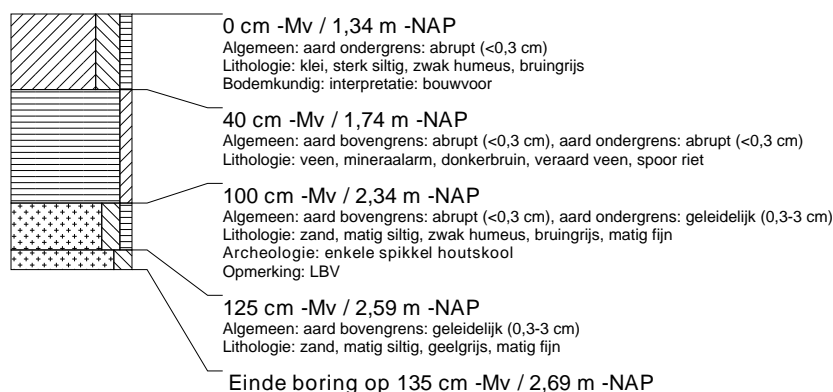 0 cm -Mv / 1,34 m -NAP
Algemeen: aard ondergrens: abrupt (<0,3 cm)
Lithologie: klei, sterk siltig, zwak humeus, bruingrijs
Bodemkundig: interpretatie: bouwvoor
40 cm -Mv / 1,74 m -NAP
Algemeen: aard bovengrens: abrupt (<0,3 cm), aard ondergrens: abrupt (<0,3 cm)
Lithologie: veen, mineraalarm, donkerbruin, veraard veen, spoor riet
100 cm -Mv / 2,34 m -NAP
Algemeen: aard bovengrens: abrupt (<0,3 cm), aard ondergrens: geleidelijk (0,3-3 cm)
Lithologie: zand, matig siltig, zwak humeus, bruingrijs, matig fijn
Archeologie: enkele spikkel houtskool
Opmerking: LBV
125 cm -Mv / 2,59 m -NAP
Algemeen: aard bovengrens: geleidelijk (0,3-3 cm)
Lithologie: zand, matig siltig, geelgrijs, matig fijn
Einde boring op 135 cm -Mv / 2,69 m -NAP